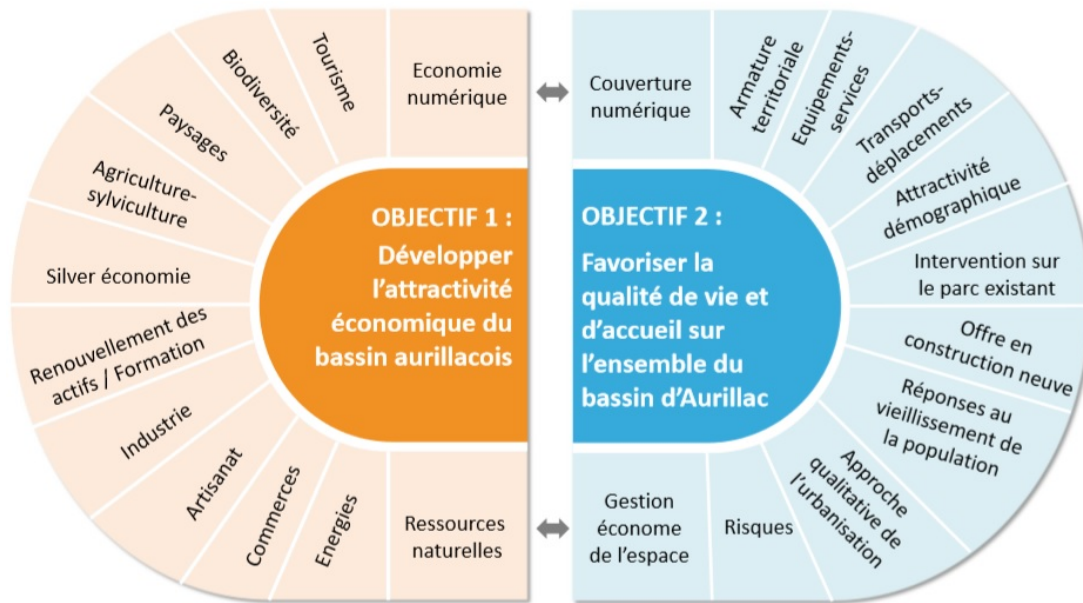 Economie
numérique
Tourisme
Biodiversité
Paysages
Agriculture-
sylviculture
Silver économie
Renouvellement des
actifs / Formation
Industrie
Artisanat
Commerces
Energies
Ressources
naturelles
OBJECTIF 1 :
Développer
l'attractivité
économique du
bassin aurillacois
OBJECTIF 2 :
Favoriser la
qualité de vie et
d'accueil sur
l'ensemble du
bassin d'Aurillac
Couverture
numérique
Armature
territoriale
Equipements-
services
Transports-
déplacements
Attractivité
démographique
Intervention sur
le parc existant
Offre en
construction neuve
Réponses au
vieillissement de
la population
Approche
qualitative de
l'urbanisation
Risques
Gestion
économe
de l'espace